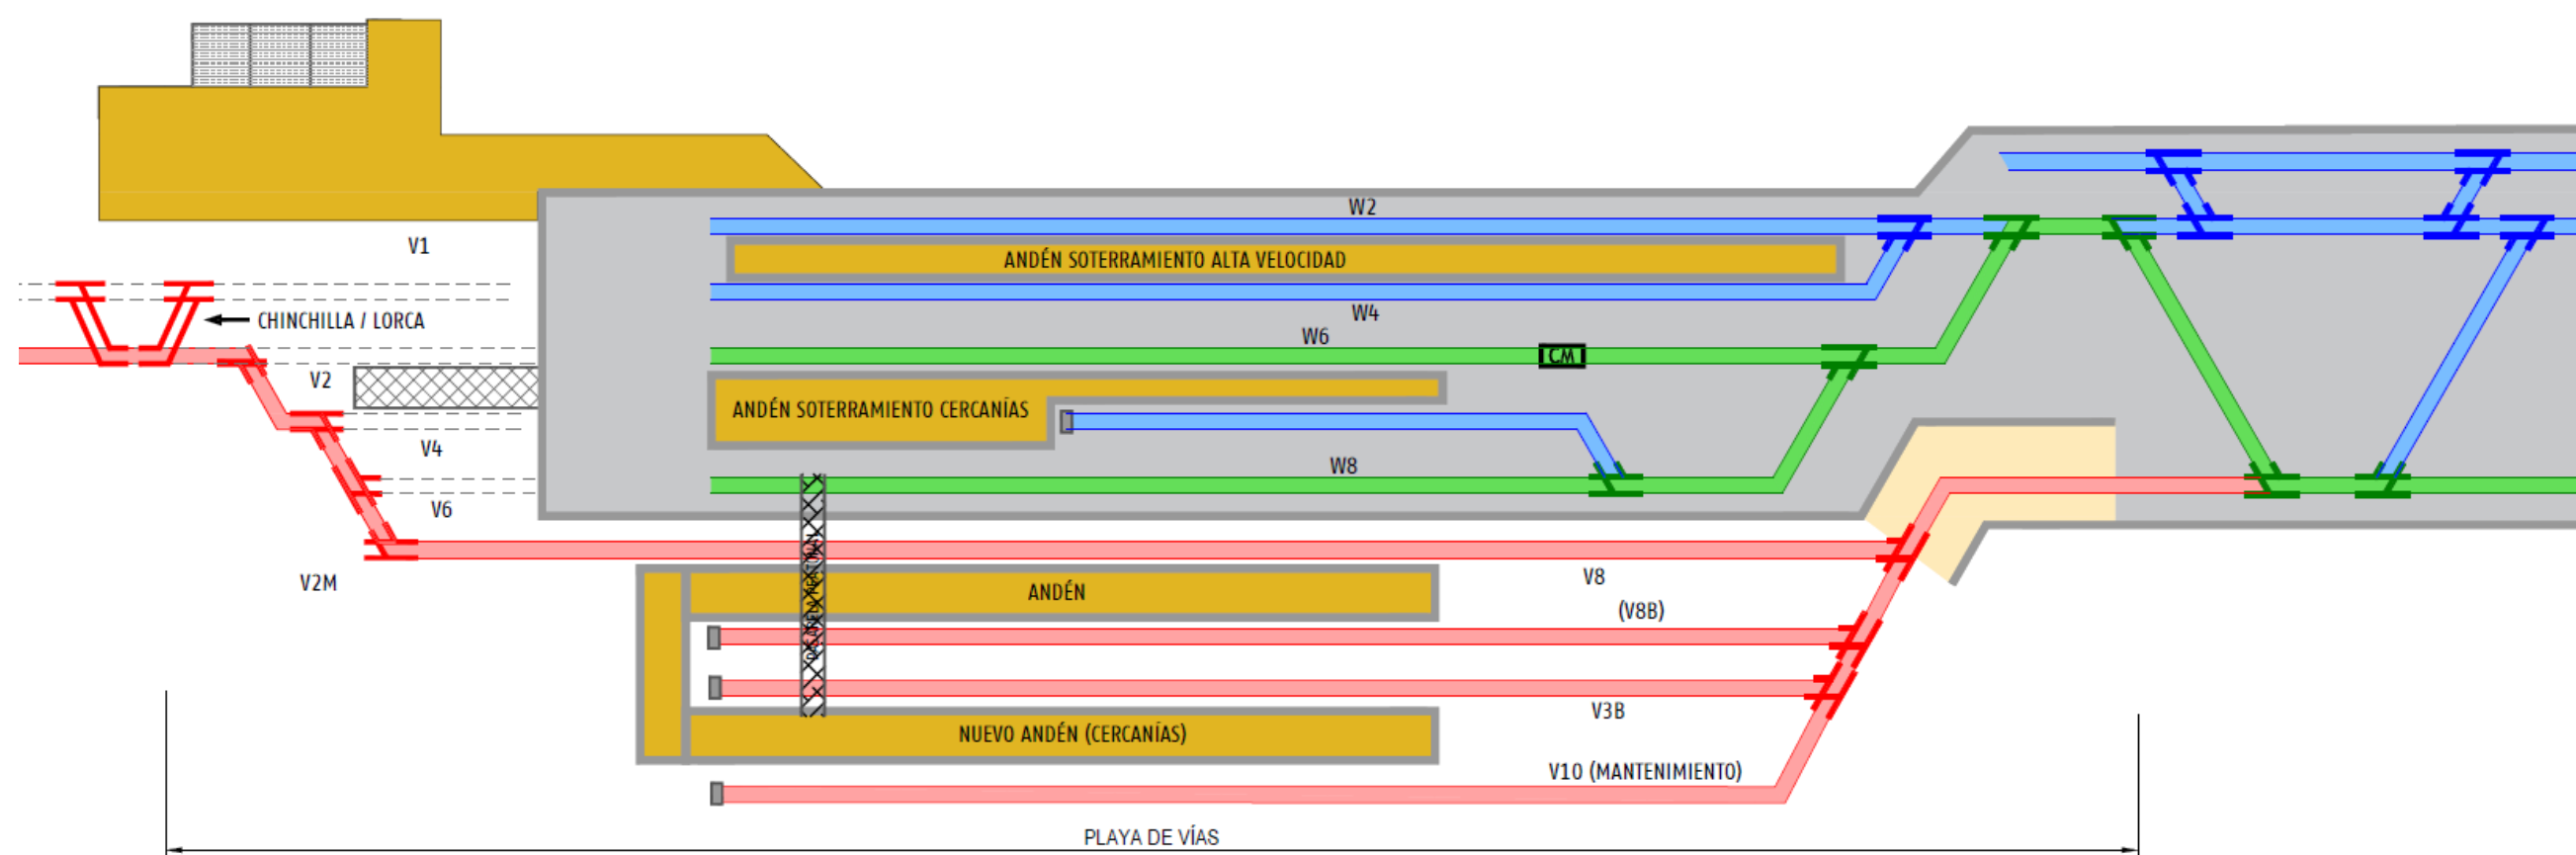 W2
V1
ANDÉN SOTERRAMIENTO ALTA VELOCIDAD
W4
CHINCHILLA / LORCA
W6
CM
V2
ANDÉN SOTERRAMIENTO CERCANÍAS
V4
W8
V6
V2M
V8
ANDÉN
(V8B)
V3B
NUEVO ANDÉN (CERCANÍAS)
V10 (MANTENIMIENTO)
PLAYA DE VÍAS